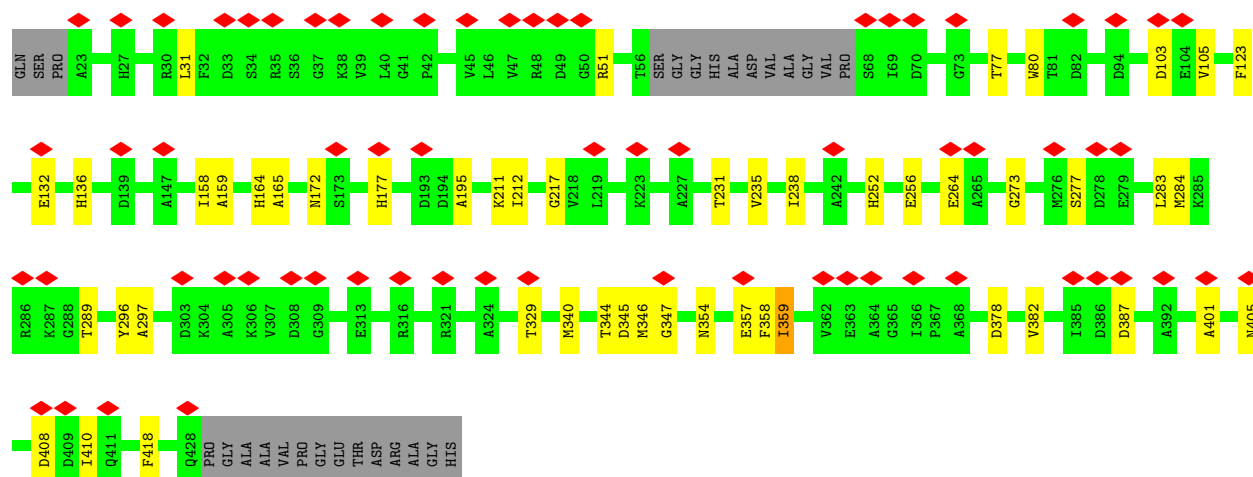 GLN SER PRO A23 H27 R30 L31 F32 D33 S34 R35 S36 G37 K38 V39 L40 G41 P42 V45 L46 V47 R48 D49 G50 R51 T56 SER GLY GLY HIS ALA ASP VAL ALA GLY VAL PRO S68 I69 D70 G73 T77 W80 T81 D82 D94 D103 E104 V105 F123
E132 H136 D139 A147 I158 A159 H164 A165 N172 S173 H177 D193 D194 A195 K211 I212 G217 V218 L219 K223 A227 T231 V235 I238 A242 H252 E256 E264 A265 G273 M276 S277 D278 E279 L283 M284 K285
R286 K287 G288 T289 Y296 A297 D303 K304 A305 K306 V307 D308 G309 E313 R316 R321 A324 T329 M340 T344 D345 M346 G347 N354 E357 F358 I359 V362 E363 A364 G365 I366 P367 A368 D378 V382 I385 D386 D387 A392 A401 N405
D408 D409 I410 Q411 F418 Q428 PRO GLY ALA ALA VAL PRO GLY GLU THR ASP ARG ALA GLY HIS